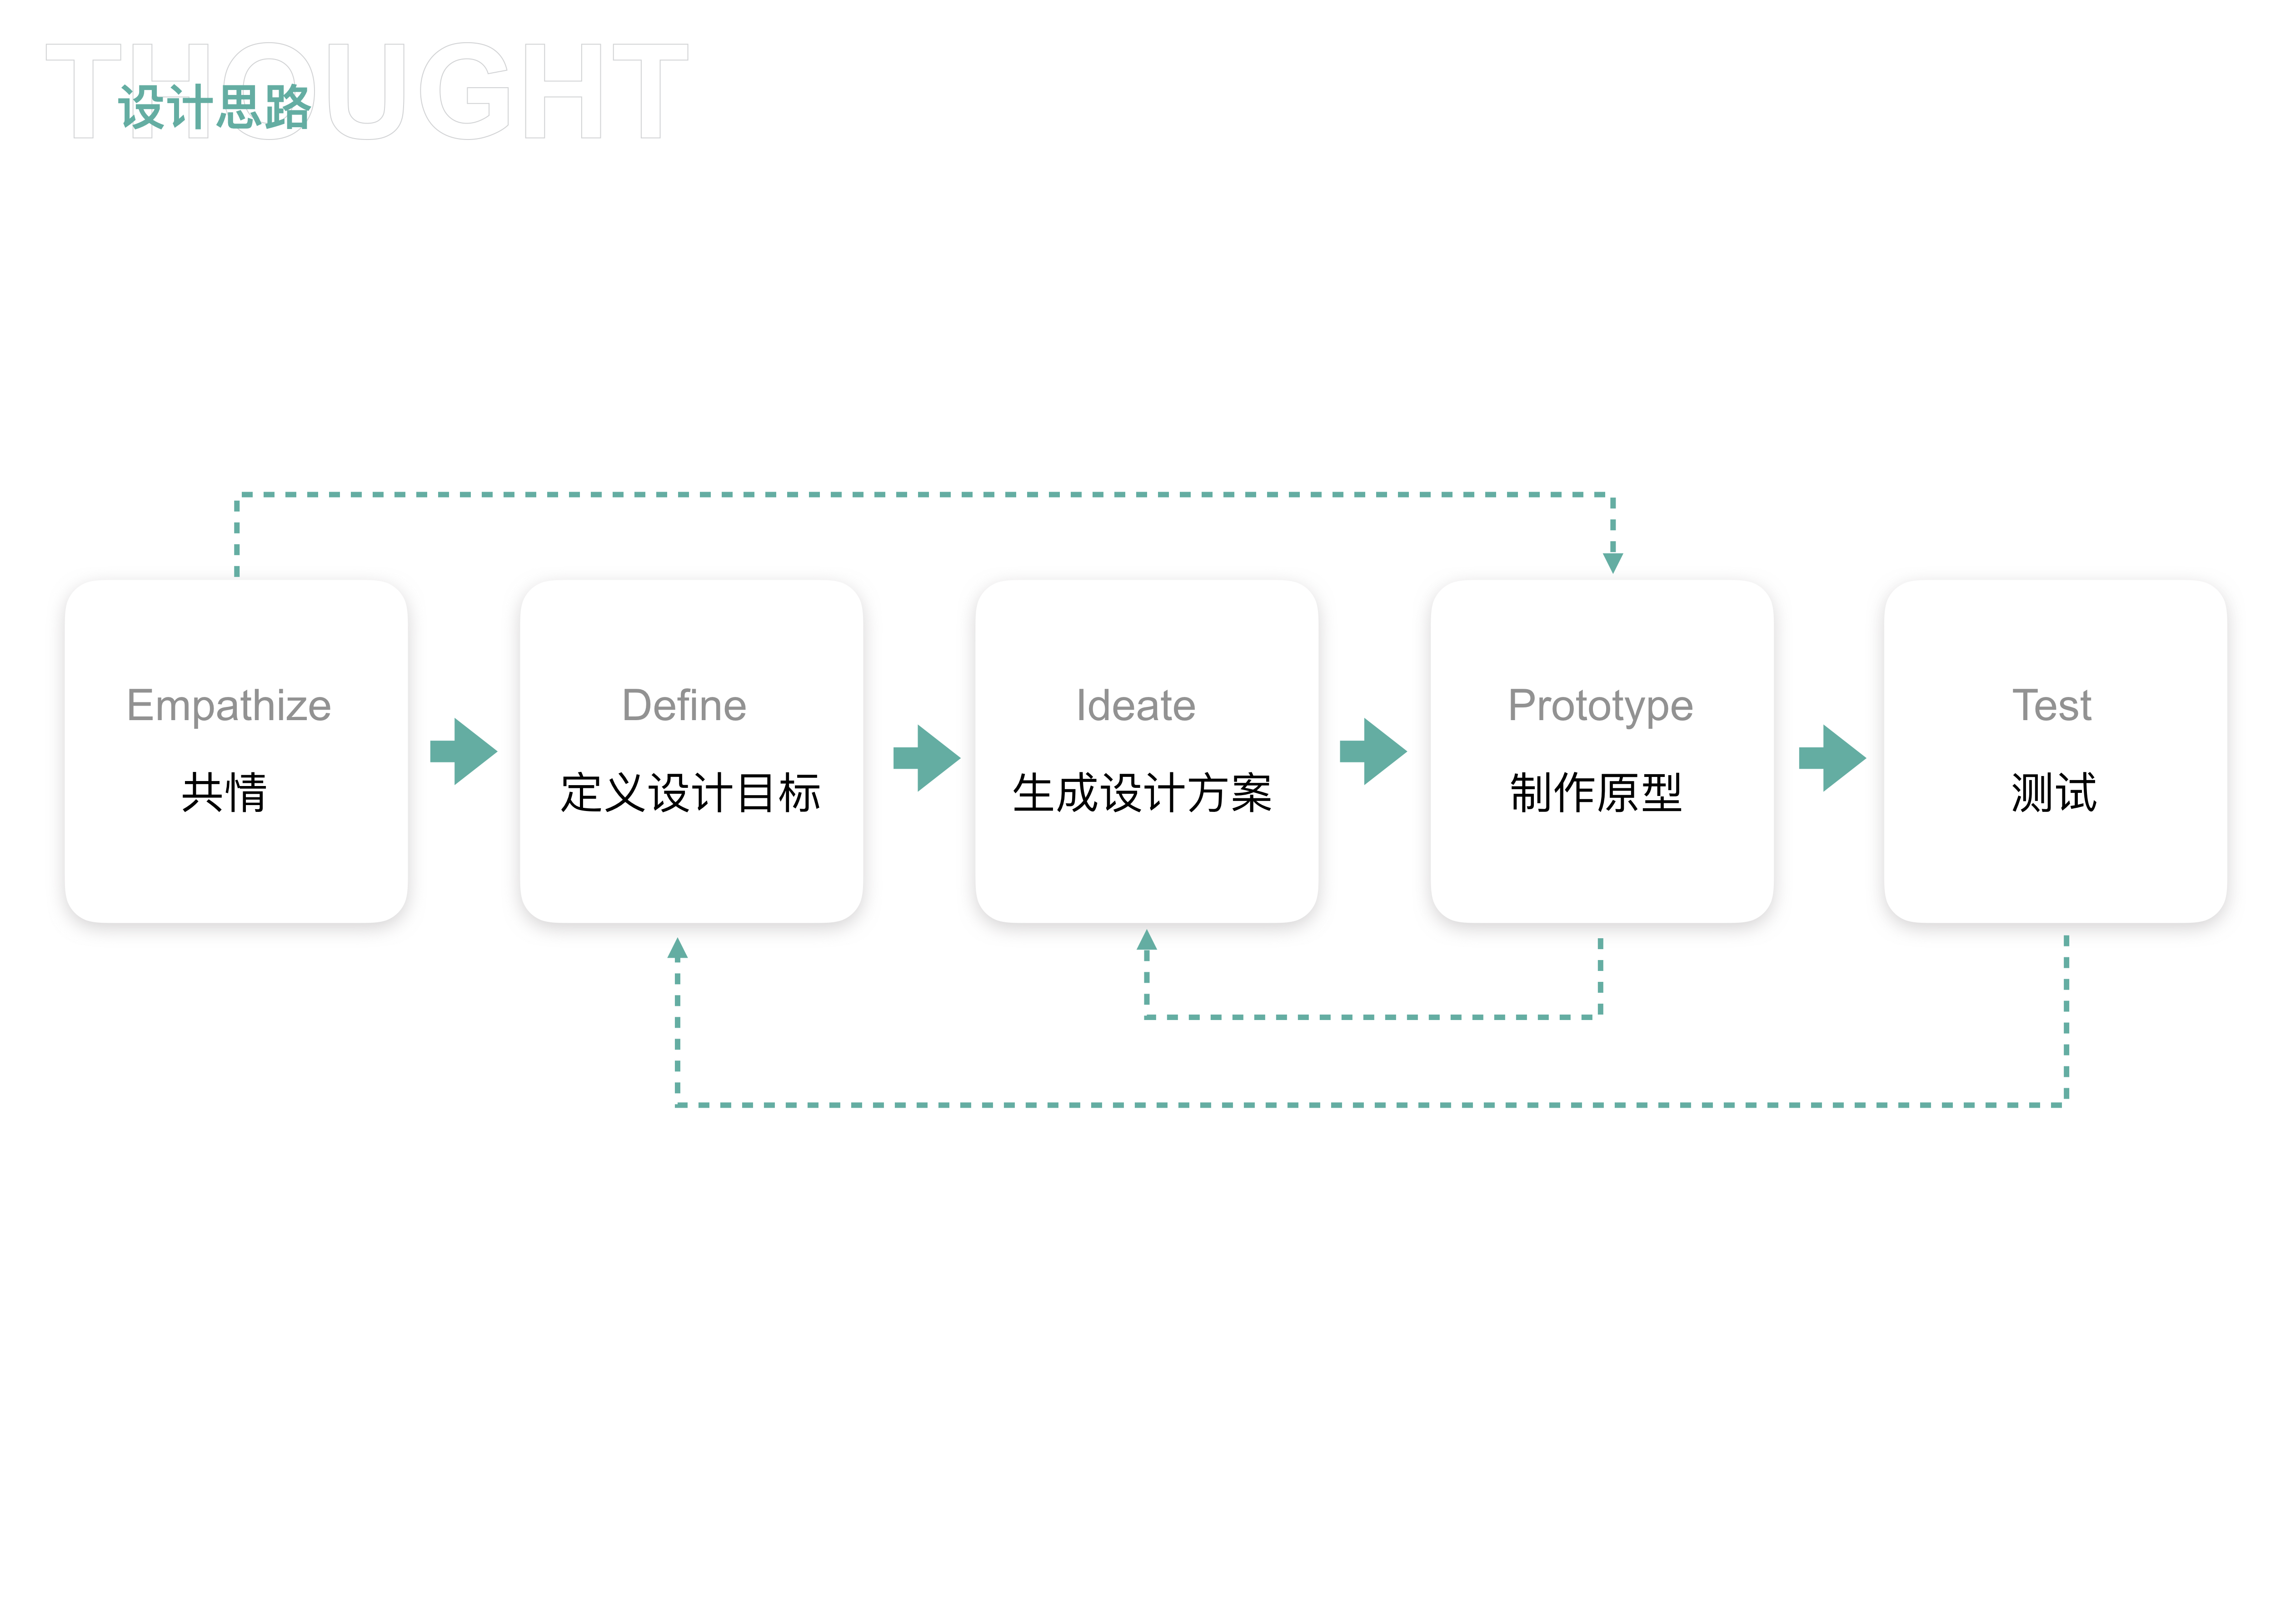 THOUGHT
设计思路
Empathize
共情
Define
定义设计目标
Ideate
生成设计方案
Prototype
制作原型
Test
测试